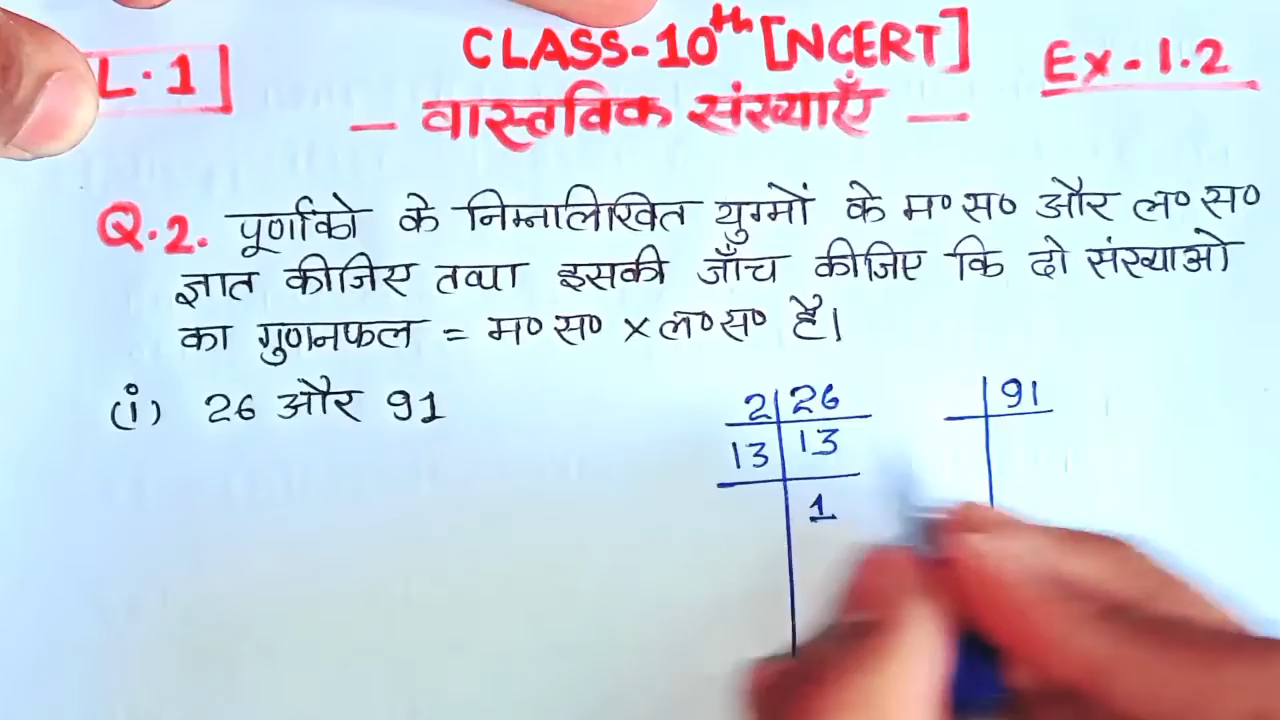 L.1]
CLASS-10th [NCERT]
Ex-1.2
— वास्तविक संख्याएँ —
Q.2. पूर्णांको के निम्नालिखित युग्मों के म० स० और ल० स०
ज्ञात कीजिए तथा इसकी जाँच कीजिए कि दो संख्याओ
का गुणनफल = म० स० × ल० स० है।
(i) 26 और 91
2 26
13 13
1
91